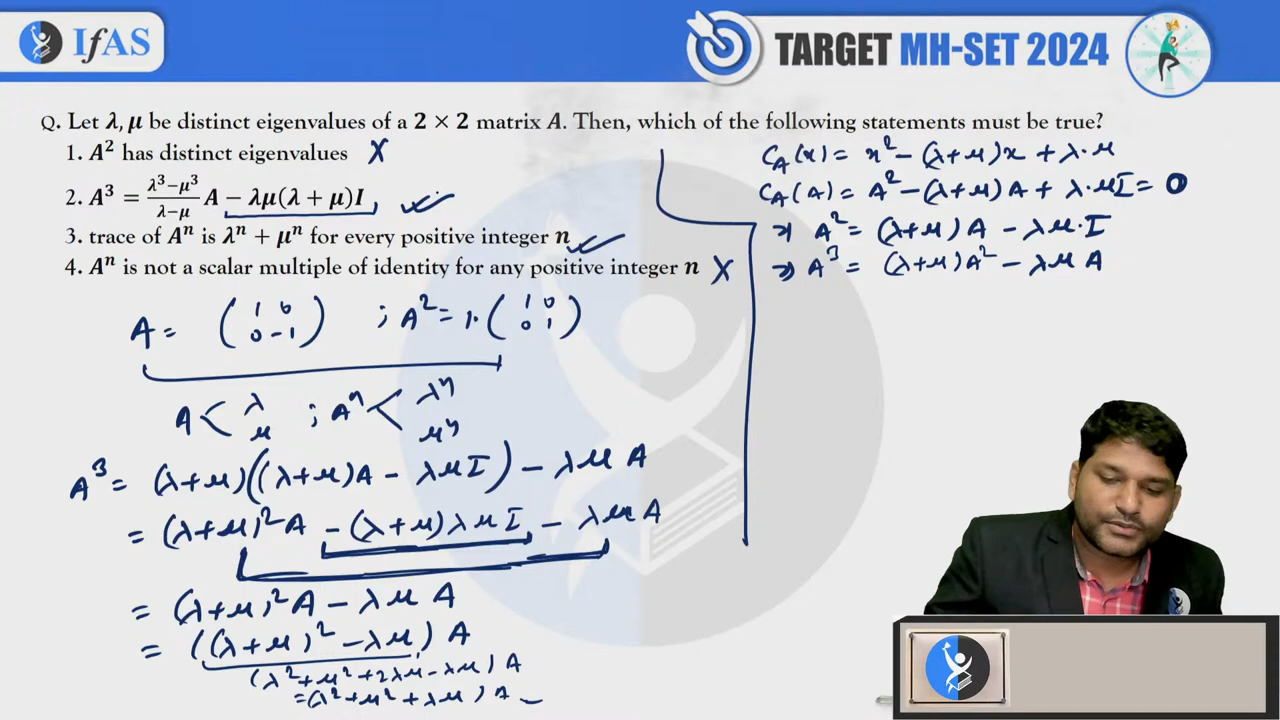 IfAS
TARGET MH-SET 2024
Q. Let λ, μ be distinct eigenvalues of a 2 × 2 matrix A. Then, which of the following statements must be true?
1. A² has distinct eigenvalues X
2. A³ = (λ³−μ³)/(λ−μ) A − λμ(λ + μ)I ✓
3. trace of Aⁿ is λⁿ + μⁿ for every positive integer n ✓
4. Aⁿ is not a scalar multiple of identity for any positive integer n X
C_A(x) = x² − (λ+μ)x + λ·μ
C_A(A) = A² − (λ+μ)A + λ·μI = 0
⇒ A² = (λ+μ)A − λμ·I
⇒ A³ = (λ+μ)A² − λμ A
A = (1 0; 0 −1) ; A² = 1·(1 0; 0 1)
A < λ μ ; Aⁿ < λⁿ μⁿ
A³ = (λ+μ)((λ+μ)A − λμI) − λμ A
= (λ+μ)²A − (λ+μ)λμI − λμA
= (λ+μ)²A − λμA
= ((λ+μ)² − λμ)A
(λ²+μ²+2λμ−λμ)A
=(λ²+μ²+λμ)A